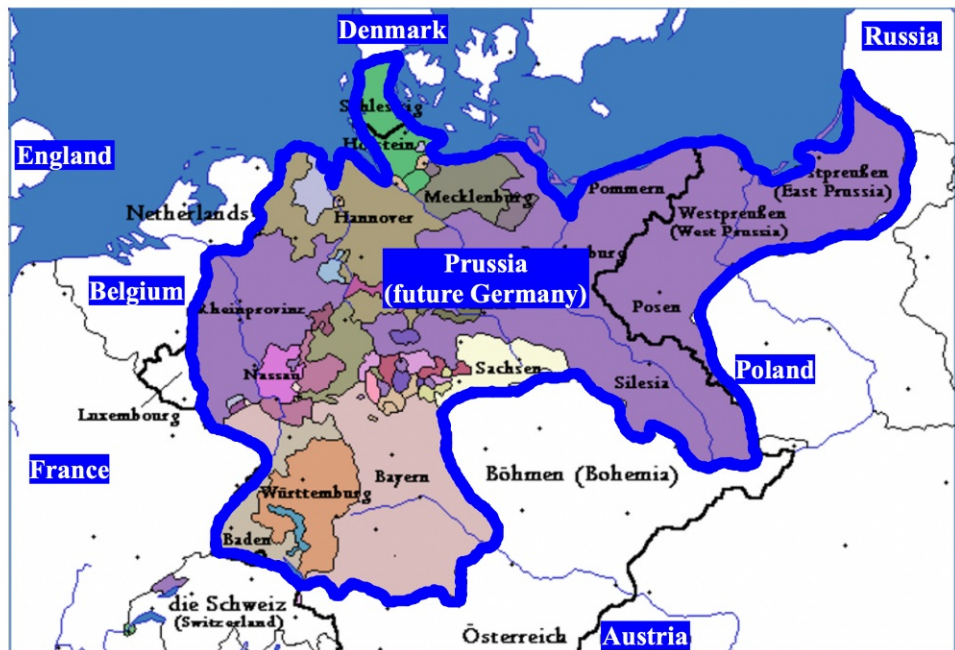 Denmark
Russia
Schleswig
Holstein
England
Mecklenburg
Pommern
(East Prussia)
Netherlands
Hannover
Westpreußen
(West Prussia)
Prussia
(future Germany)
Belgium
Rheinprovinz
Posen
Nassau
Sachsen
Silesia
Poland
Luxembourg
France
Bayern
Böhmen (Bohemia)
Württemburg
Baden
die Schweiz
(Switzerland)
Österreich
Austria